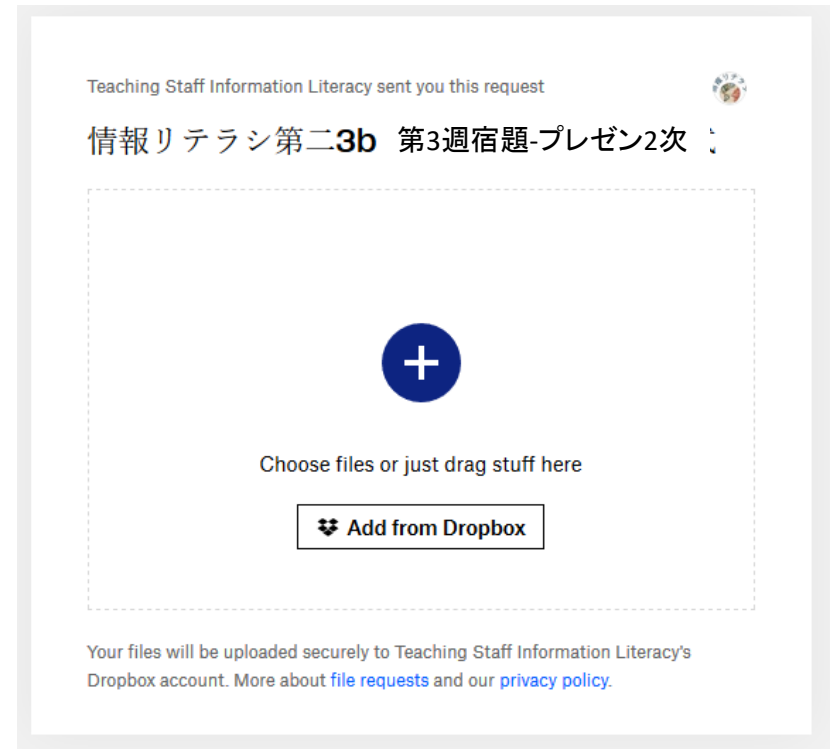 Teaching Staff Information Literacy sent you this request
情報リテラシ第二3b 第3週宿題-プレゼン2次
Choose files or just drag stuff here
Add from Dropbox
Your files will be uploaded securely to Teaching Staff Information Literacy's
Dropbox account. More about file requests and our privacy policy.